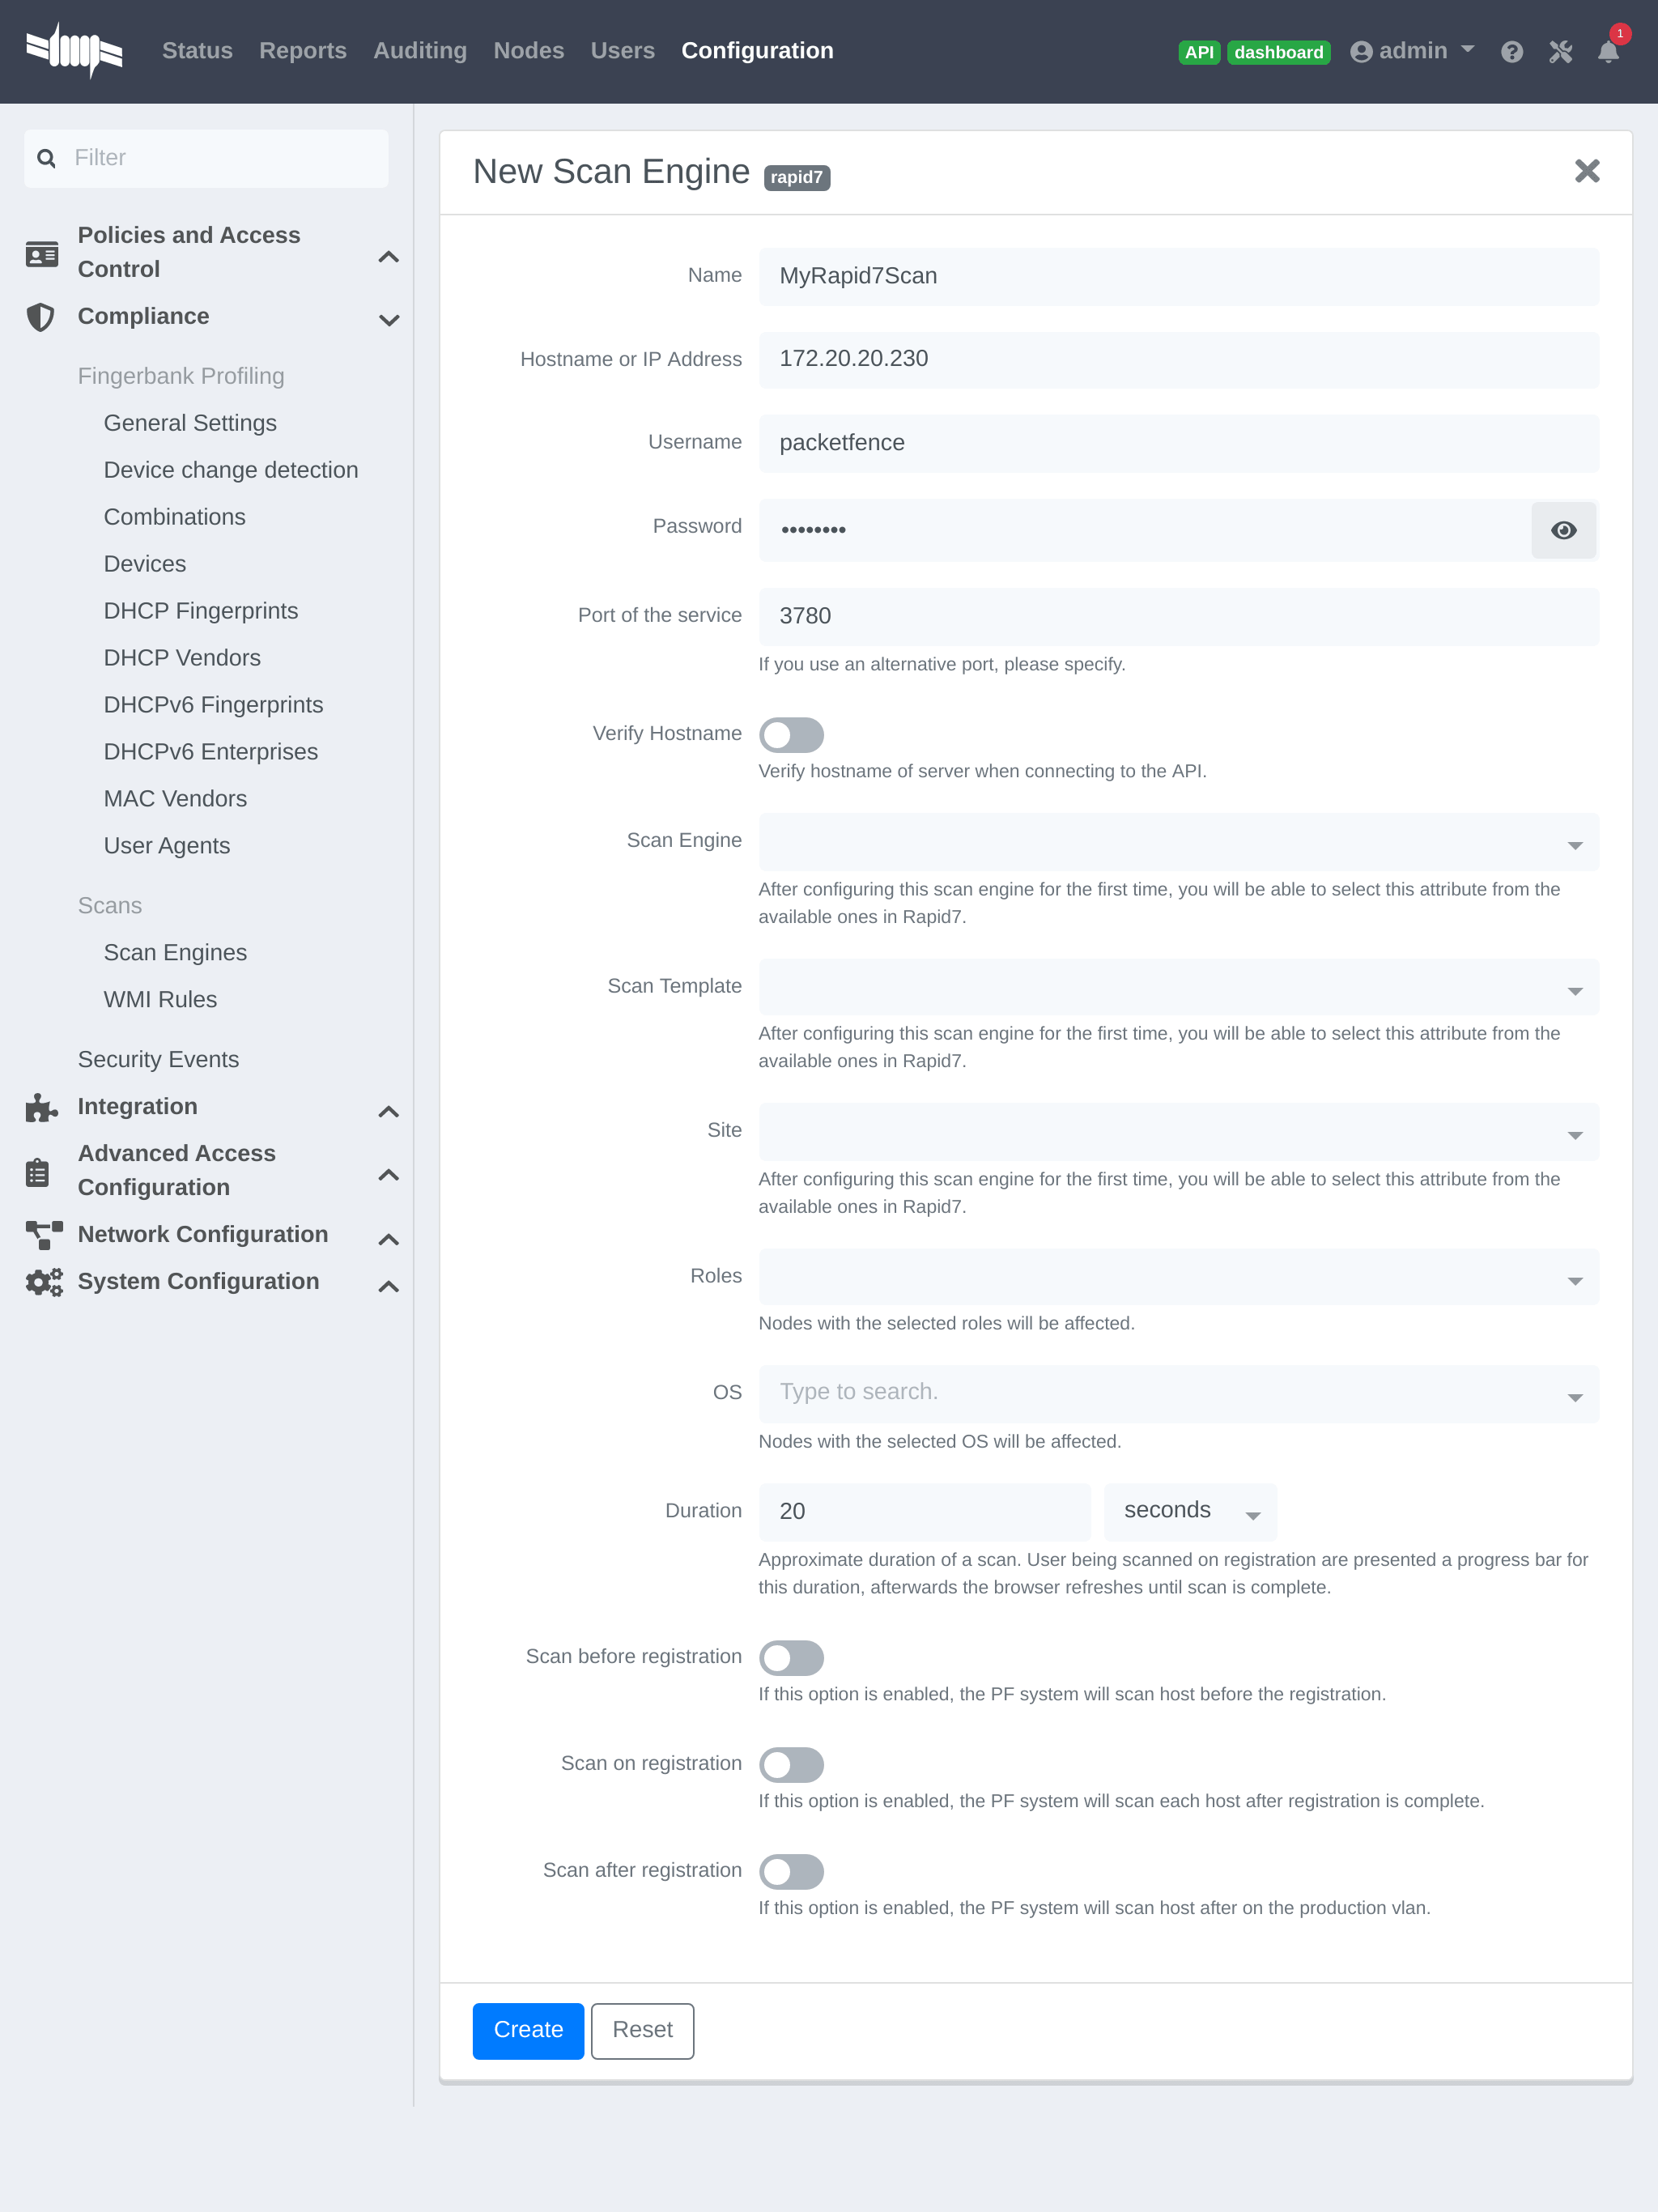 Status Reports Auditing Nodes Users Configuration
API dashboard admin 1
Filter
Policies and Access
Control
Compliance
Fingerbank Profiling
General Settings
Device change detection
Combinations
Devices
DHCP Fingerprints
DHCP Vendors
DHCPv6 Fingerprints
DHCPv6 Enterprises
MAC Vendors
User Agents
Scans
Scan Engines
WMI Rules
Security Events
Integration
Advanced Access
Configuration
Network Configuration
System Configuration
New Scan Engine rapid7
Name MyRapid7Scan
Hostname or IP Address 172.20.20.230
Username packetfence
Password ••••••••
Port of the service 3780
If you use an alternative port, please specify.
Verify Hostname
Verify hostname of server when connecting to the API.
Scan Engine
After configuring this scan engine for the first time, you will be able to select this attribute from the
available ones in Rapid7.
Scan Template
After configuring this scan engine for the first time, you will be able to select this attribute from the
available ones in Rapid7.
Site
After configuring this scan engine for the first time, you will be able to select this attribute from the
available ones in Rapid7.
Roles
Nodes with the selected roles will be affected.
OS Type to search.
Nodes with the selected OS will be affected.
Duration 20 seconds
Approximate duration of a scan. User being scanned on registration are presented a progress bar for
this duration, afterwards the browser refreshes until scan is complete.
Scan before registration
If this option is enabled, the PF system will scan host before the registration.
Scan on registration
If this option is enabled, the PF system will scan each host after registration is complete.
Scan after registration
If this option is enabled, the PF system will scan host after on the production vlan.
Create Reset